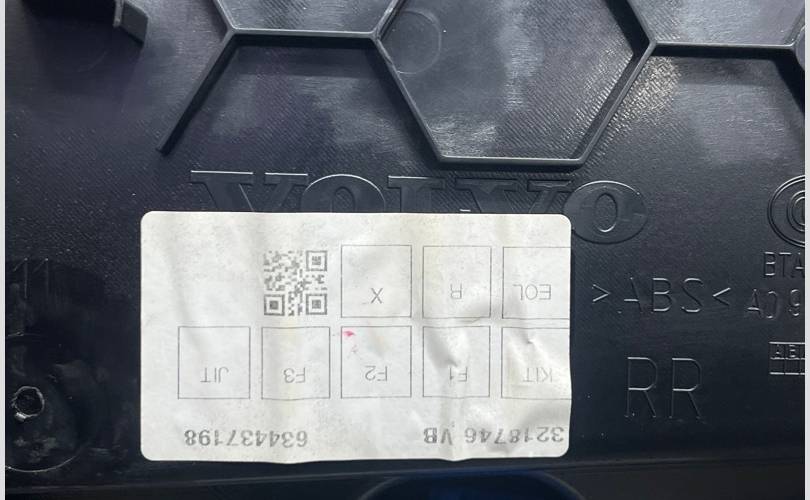 VOLVO
3218746 VB 634437198
KIT F1 F2 F3 JIT
EOL R X
>ABS<
RR